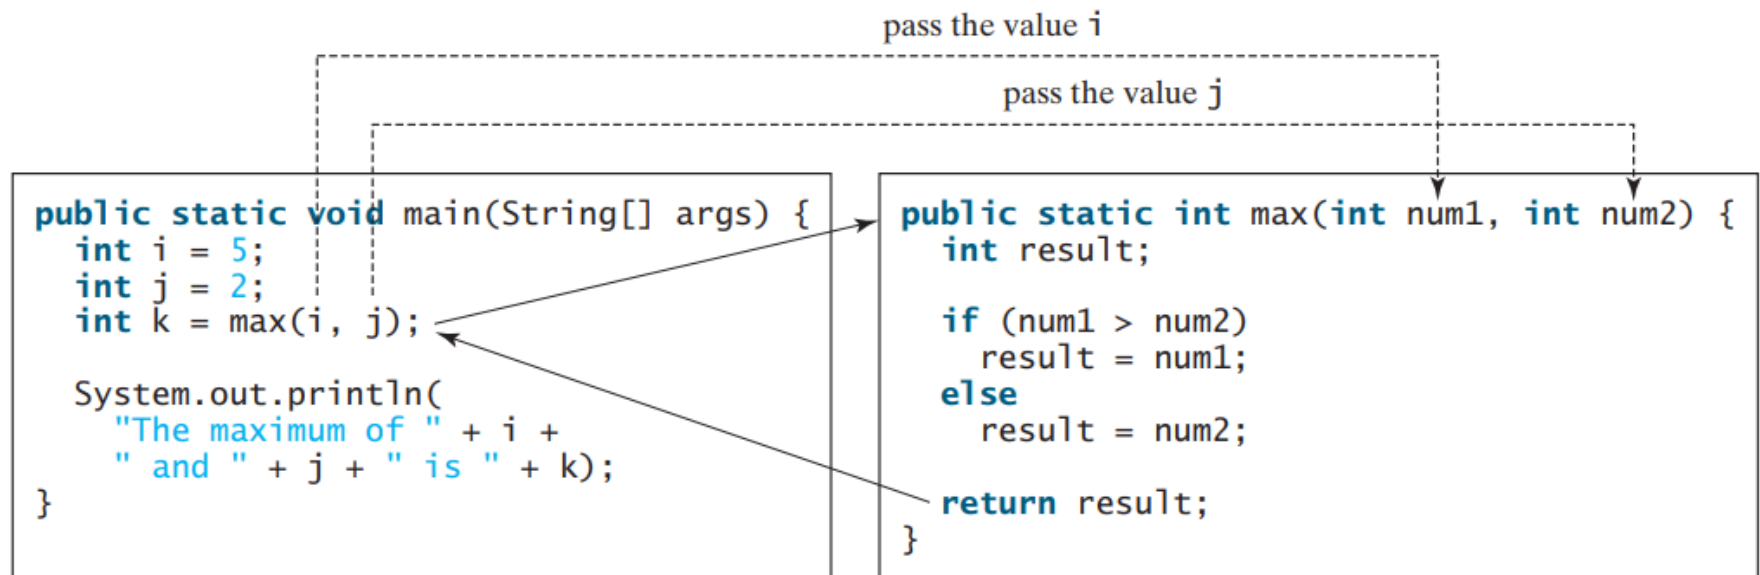 pass the value i
pass the value j
public static void main(String[] args) {
int i = 5;
int j = 2;
int k = max(i, j);
System.out.println(
"The maximum of " + i +
" and " + j + " is " + k);
}
public static int max(int num1, int num2) {
int result;
if (num1 > num2)
result = num1;
else
result = num2;
return result;
}